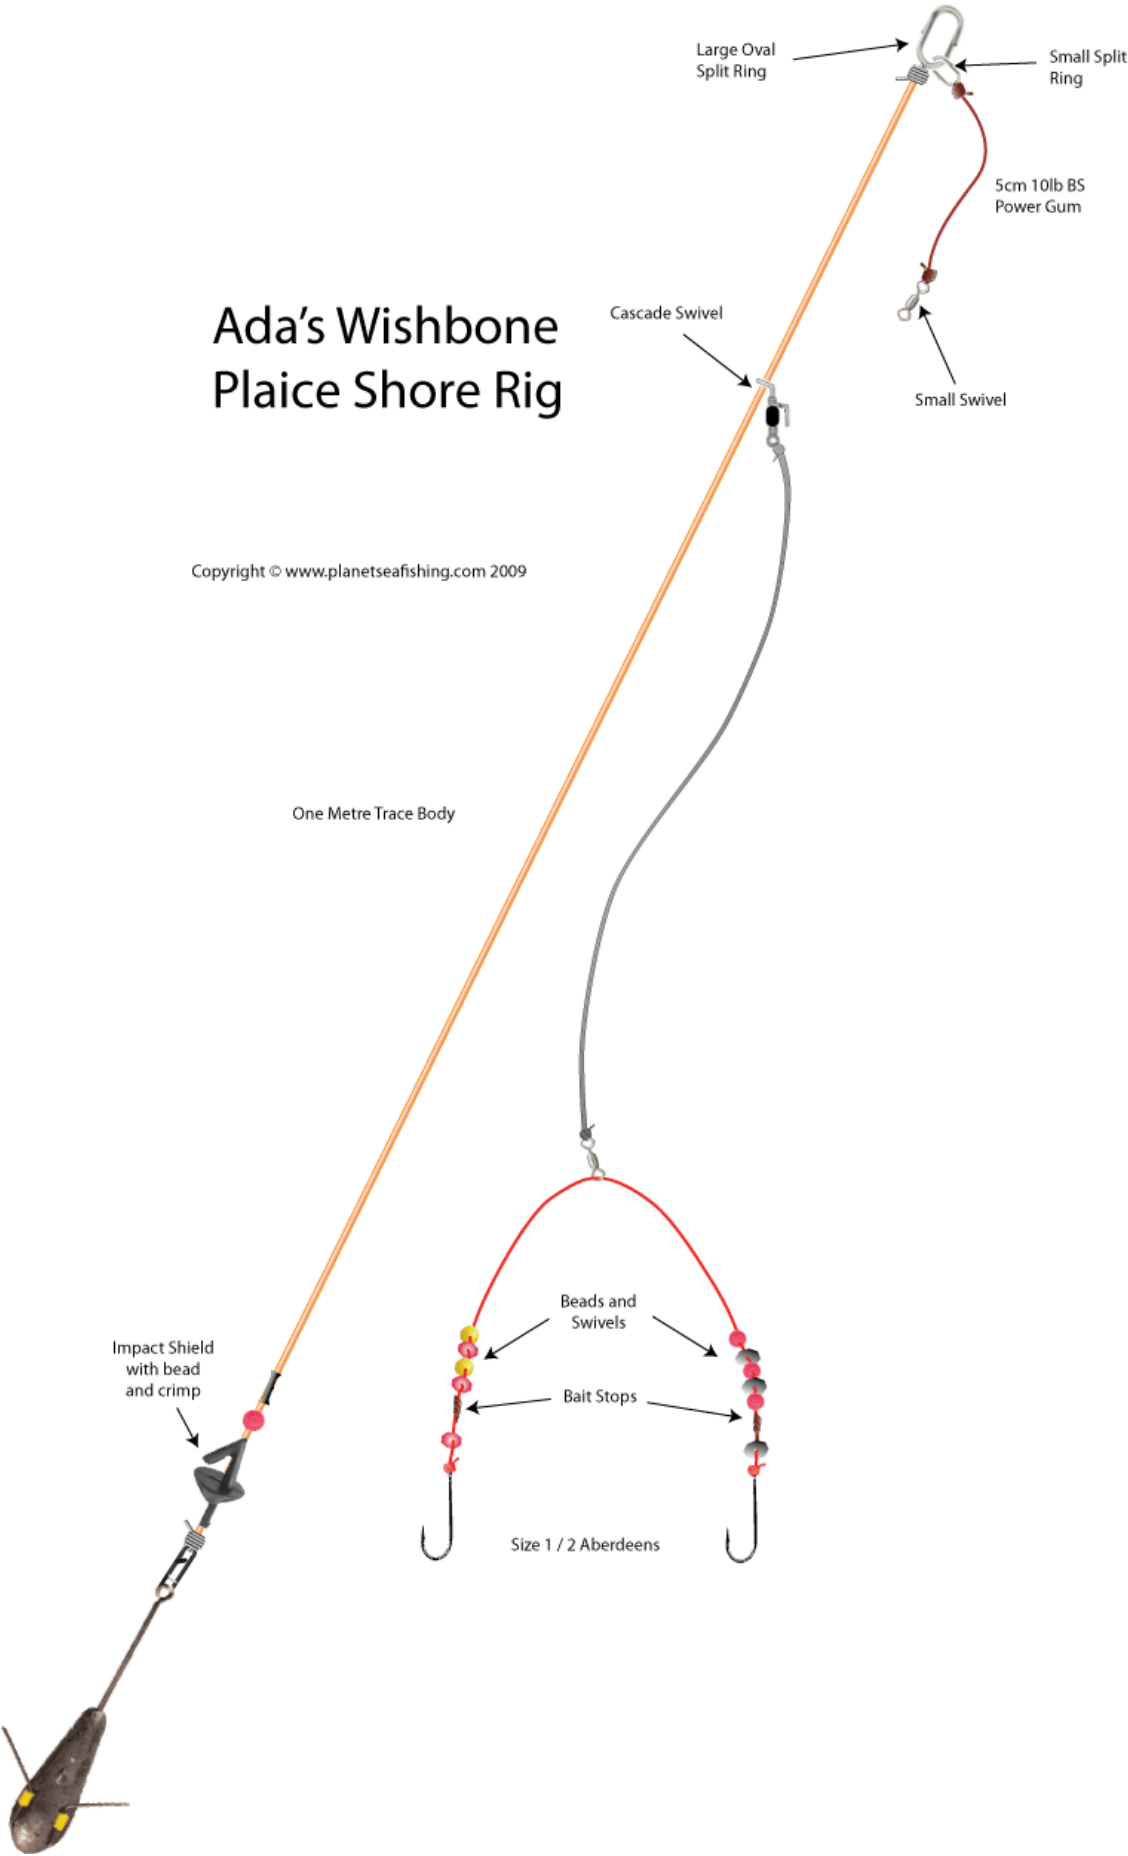 Large Oval
Split Ring
Small Split
Ring
5cm 10lb BS
Power Gum
Cascade Swivel
Small Swivel
Ada's Wishbone
Plaice Shore Rig
Copyright © www.planetseafishing.com 2009
One Metre Trace Body
Beads and
Swivels
Impact Shield
with bead
and crimp
Bait Stops
Size 1 / 2 Aberdeens